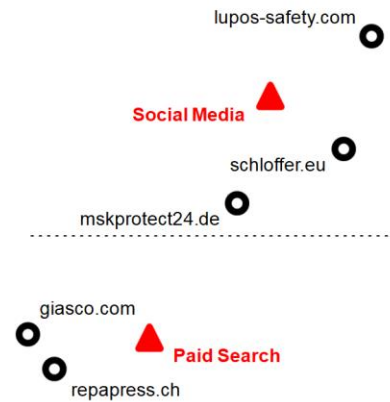 lupos-safety.com
Social Media
schloffer.eu
mskprotect24.de
giasco.com
Paid Search
repapress.ch